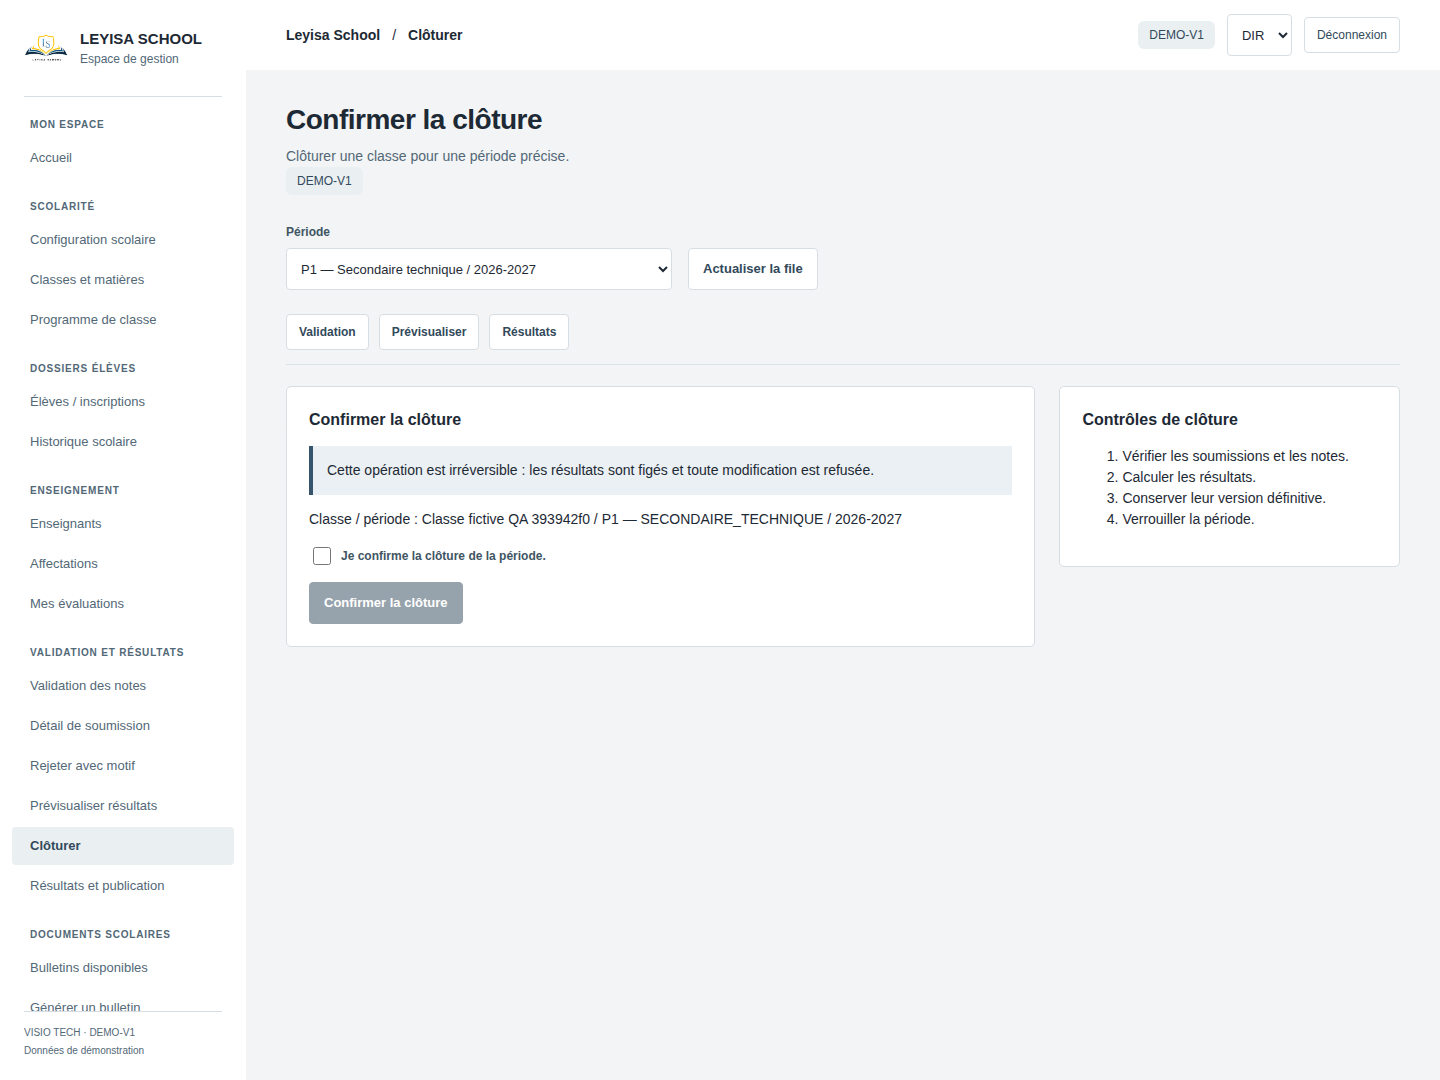 LEYISA SCHOOL
Espace de gestion
MON ESPACE
Accueil
SCOLARITÉ
Configuration scolaire
Classes et matières
Programme de classe
DOSSIERS ÉLÈVES
Élèves / inscriptions
Historique scolaire
ENSEIGNEMENT
Enseignants
Affectations
Mes évaluations
VALIDATION ET RÉSULTATS
Validation des notes
Détail de soumission
Rejeter avec motif
Prévisualiser résultats
Clôturer
Résultats et publication
DOCUMENTS SCOLAIRES
Bulletins disponibles
Générer un bulletin
VISIO TECH · DEMO-V1
Données de démonstration
Leyisa School / Clôturer
DEMO-V1 DIR Déconnexion
Confirmer la clôture
Clôturer une classe pour une période précise.
DEMO-V1
Période
P1 — Secondaire technique / 2026-2027 Actualiser la file
Validation Prévisualiser Résultats
Confirmer la clôture
Cette opération est irréversible : les résultats sont figés et toute modification est refusée.
Classe / période : Classe fictive QA 393942f0 / P1 — SECONDAIRE_TECHNIQUE / 2026-2027
Je confirme la clôture de la période.
Confirmer la clôture
Contrôles de clôture
1. Vérifier les soumissions et les notes.
2. Calculer les résultats.
3. Conserver leur version définitive.
4. Verrouiller la période.